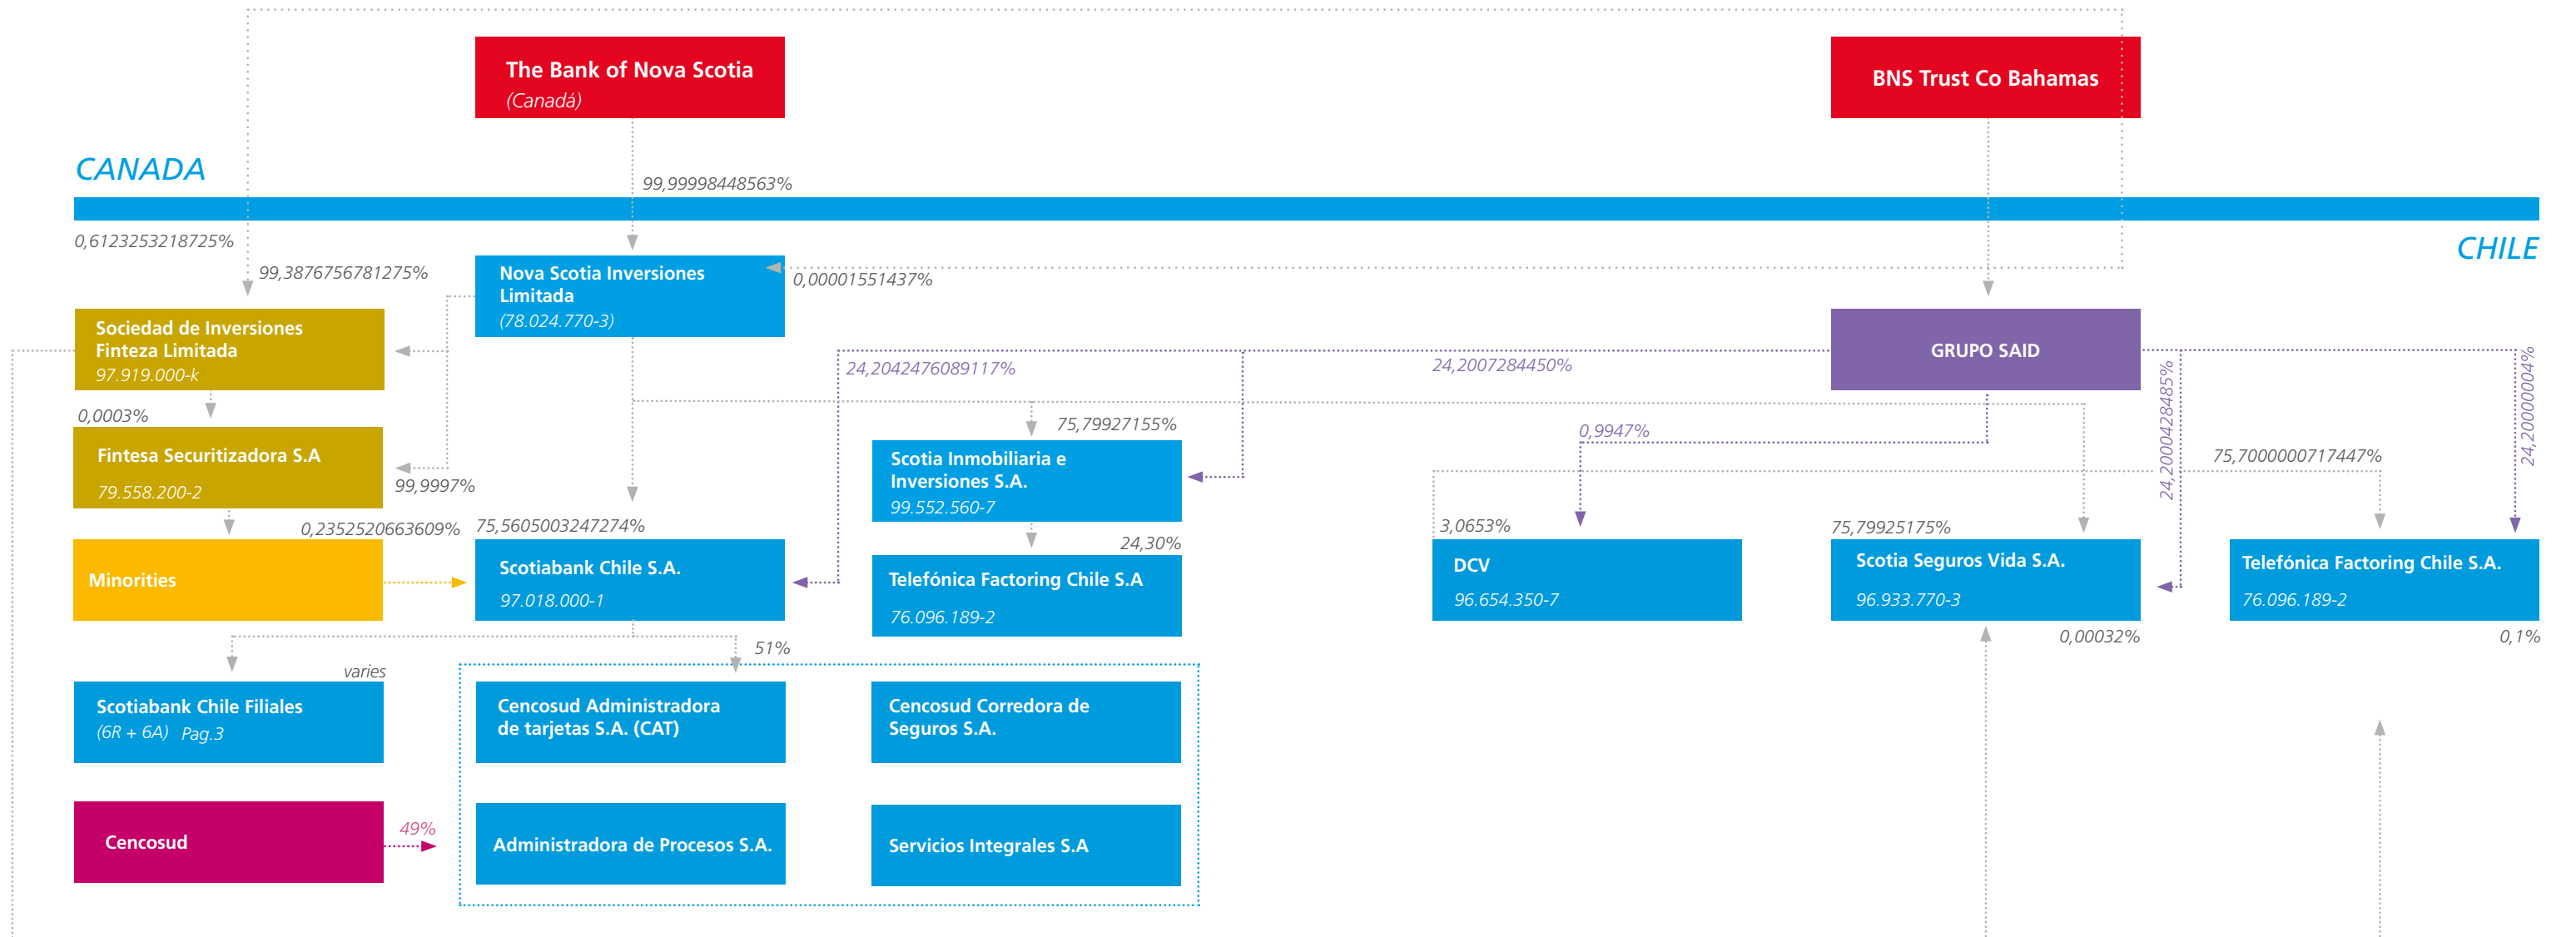 The Bank of Nova Scotia
(Canadá)
BNS Trust Co Bahamas
CANADA
99,99998448563%
CHILE
0,6123253218725%
99,3876756781275%
Nova Scotia Inversiones
Limitada
(78.024.770-3)
0,00001551437%
Sociedad de Inversiones
Finteza Limitada
97.919.000-k
GRUPO SAID
24,2042476089117%
24,2007284450%
24,2000428485%
24,20000004%
0,0003%
75,79927155%
0,9947%
75,7000000717447%
Fintesa Securitizadora S.A
79.558.200-2
99,9997%
Scotia Inmobiliaria e
Inversiones S.A.
99.552.560-7
0,2352520663609%
75,5605003247274%
24,30%
3,0653%
75,79925175%
Minorities
Scotiabank Chile S.A.
97.018.000-1
Telefónica Factoring Chile S.A
76.096.189-2
DCV
96.654.350-7
Scotia Seguros Vida S.A.
96.933.770-3
Telefónica Factoring Chile S.A.
76.096.189-2
0,00032%
0,1%
51%
varies
Scotiabank Chile Filiales
(6R + 6A) Pag.3
Cencosud Administradora
de tarjetas S.A. (CAT)
Cencosud Corredora de
Seguros S.A.
Cencosud
49%
Administradora de Procesos S.A.
Servicios Integrales S.A